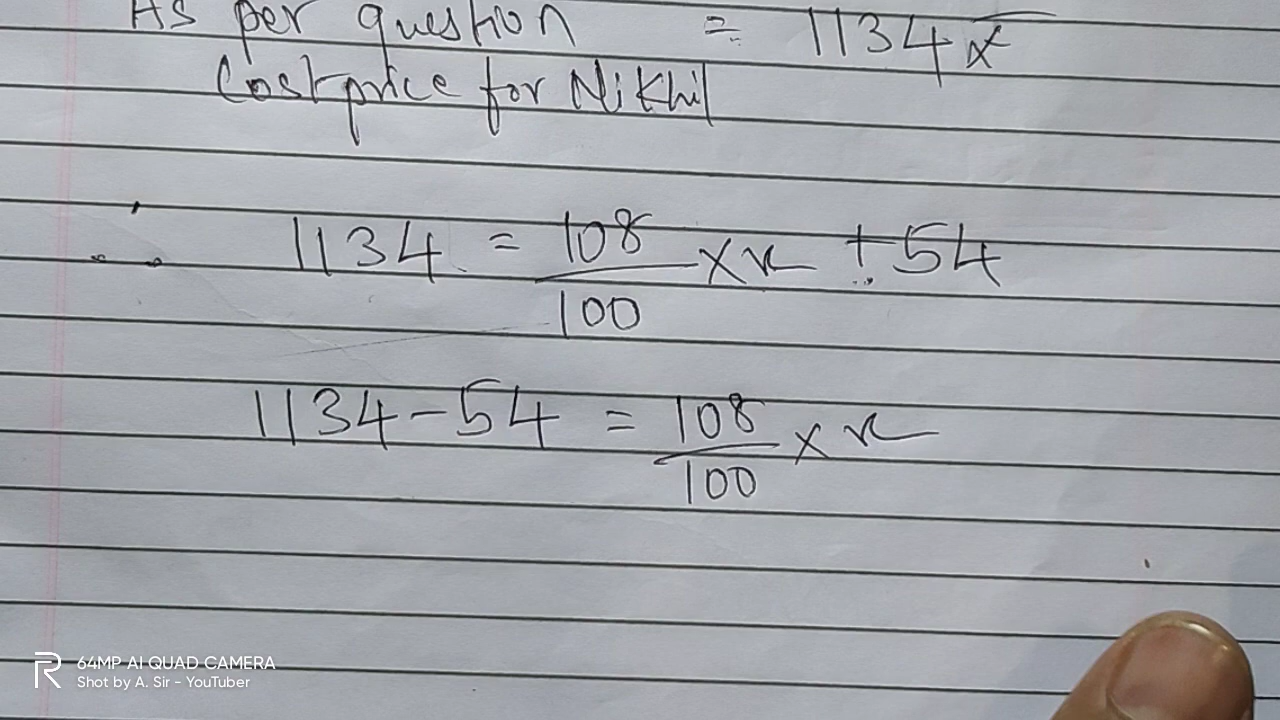 As per question = 1134x
Cost price for Nikhil
∴ 1134 = 108/100 × x + 54
1134 - 54 = 108/100 × x
64MP AI QUAD CAMERA
Shot by A. Sir - YouTuber